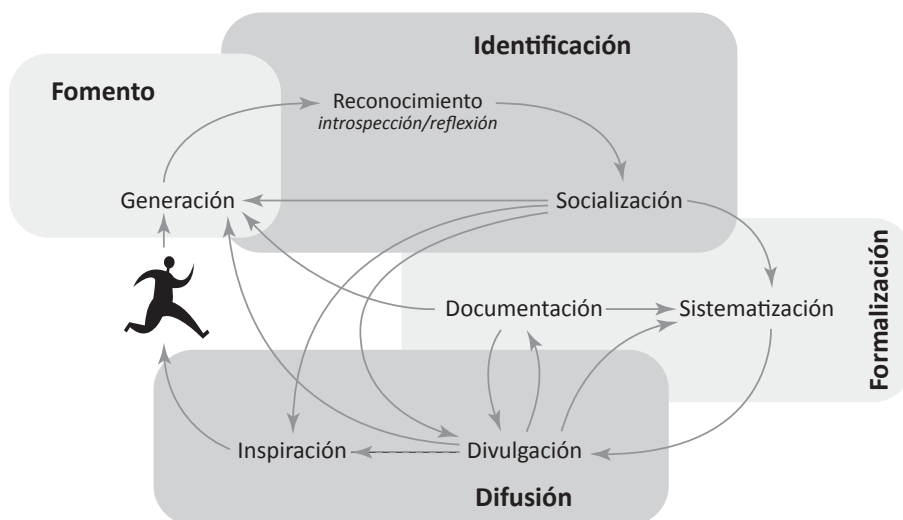 Identificación
Fomento
Reconocimiento
introspección/reflexión
Generación
Socialización
Formalización
Documentación
Sistematización
Inspiración
Divulgación
Difusión